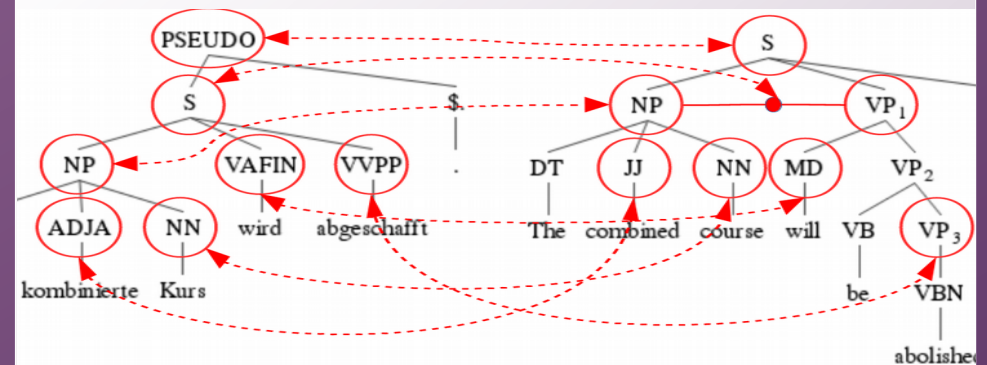 PSEUDO S
S $. NP VP1
NP VAFIN VVPP . DT JJ NN MD VP2
ADJA NN wird abgeschafft The combined course will VB VP3
kombinierte Kurs be VBN
abolishe